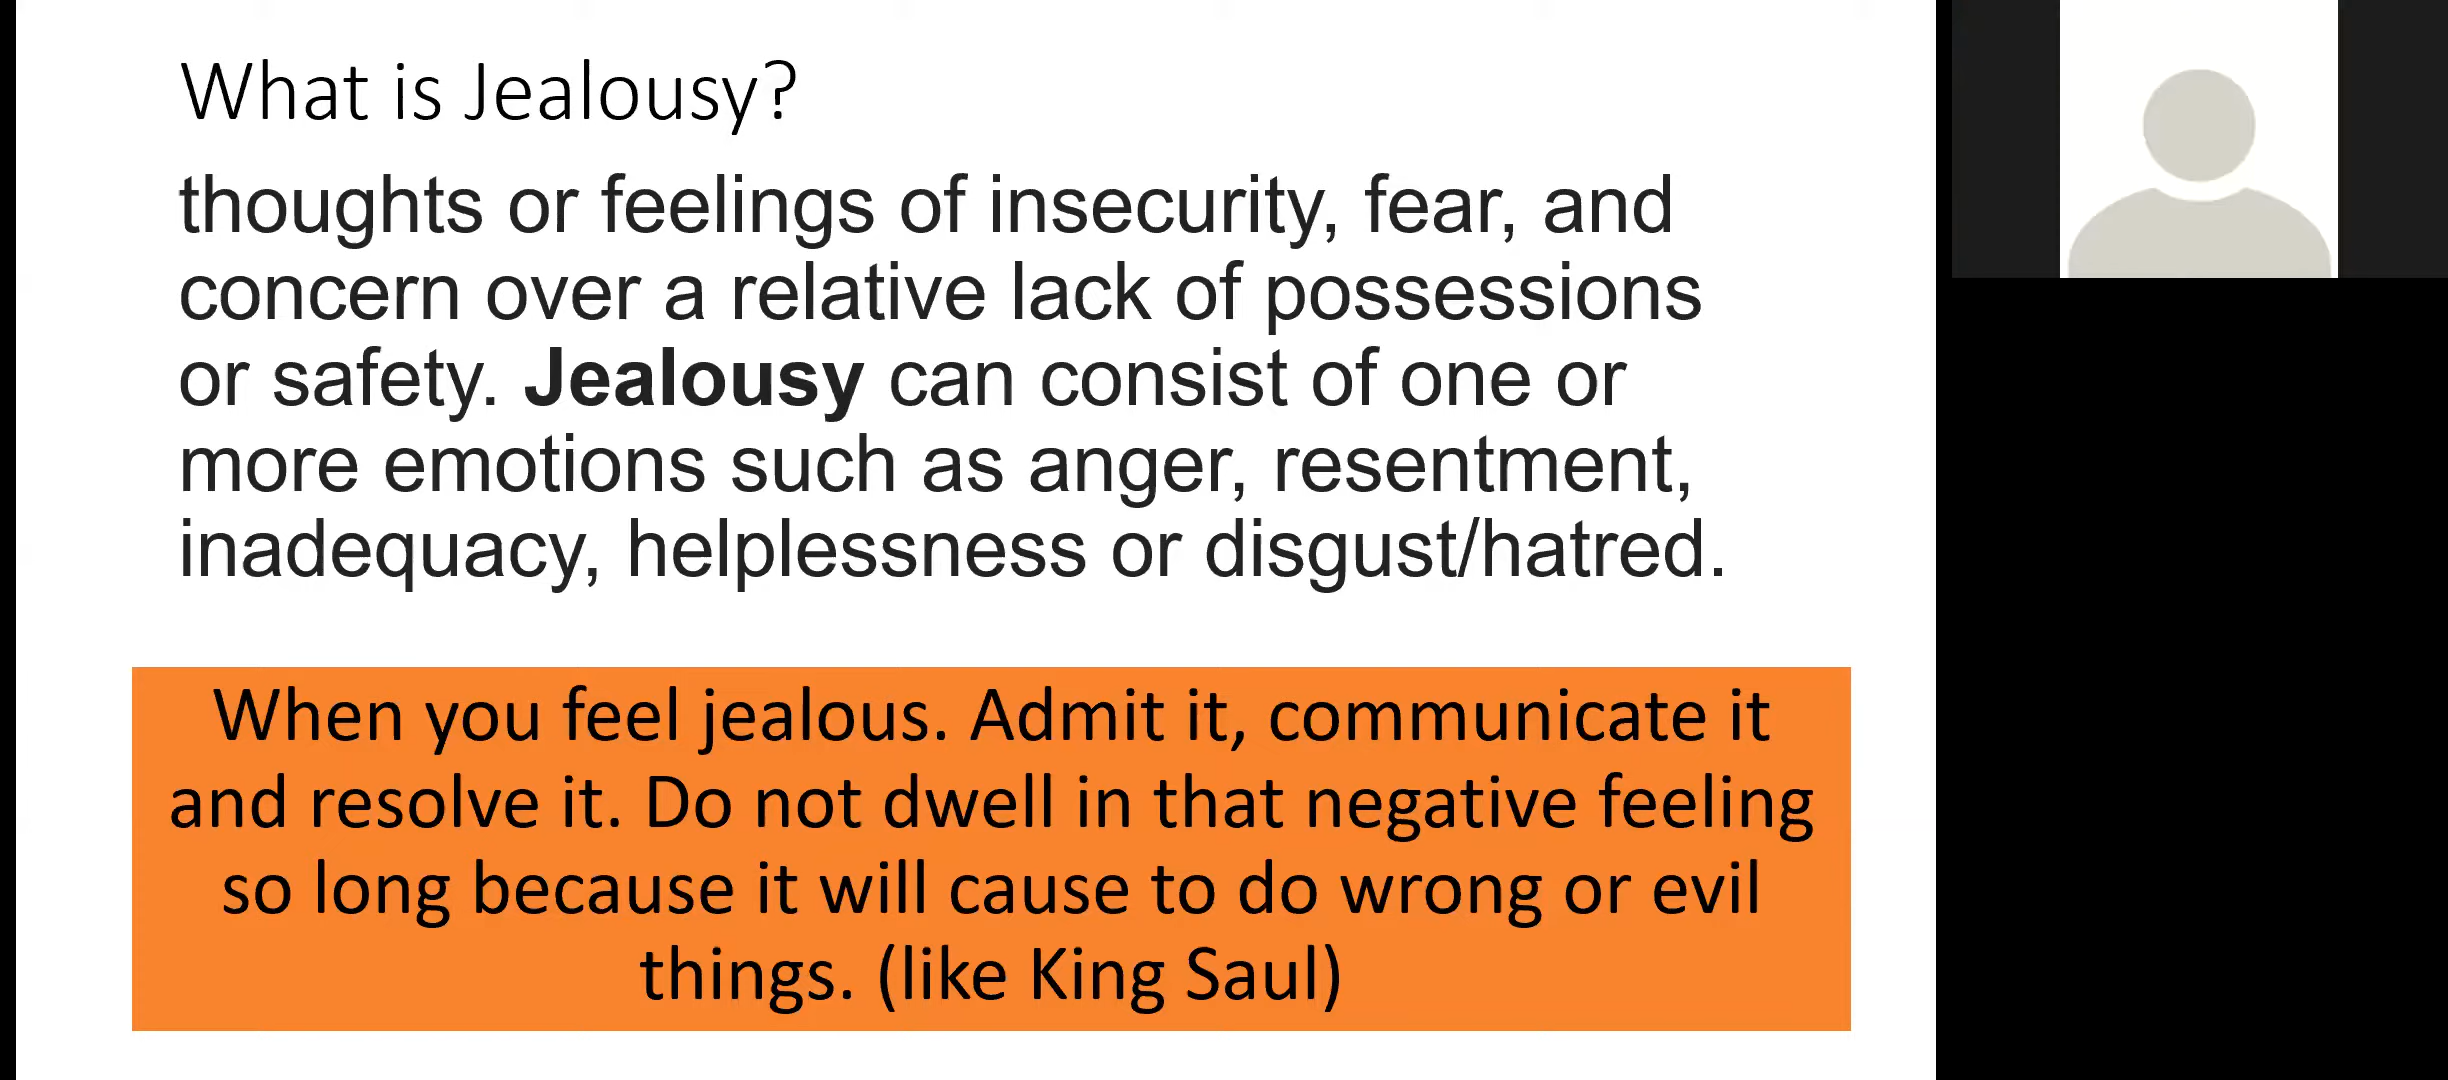 What is Jealousy?
thoughts or feelings of insecurity, fear, and
concern over a relative lack of possessions
or safety. Jealousy can consist of one or
more emotions such as anger, resentment,
inadequacy, helplessness or disgust/hatred.
When you feel jealous. Admit it, communicate it
and resolve it. Do not dwell in that negative feeling
so long because it will cause to do wrong or evil
things. (like King Saul)